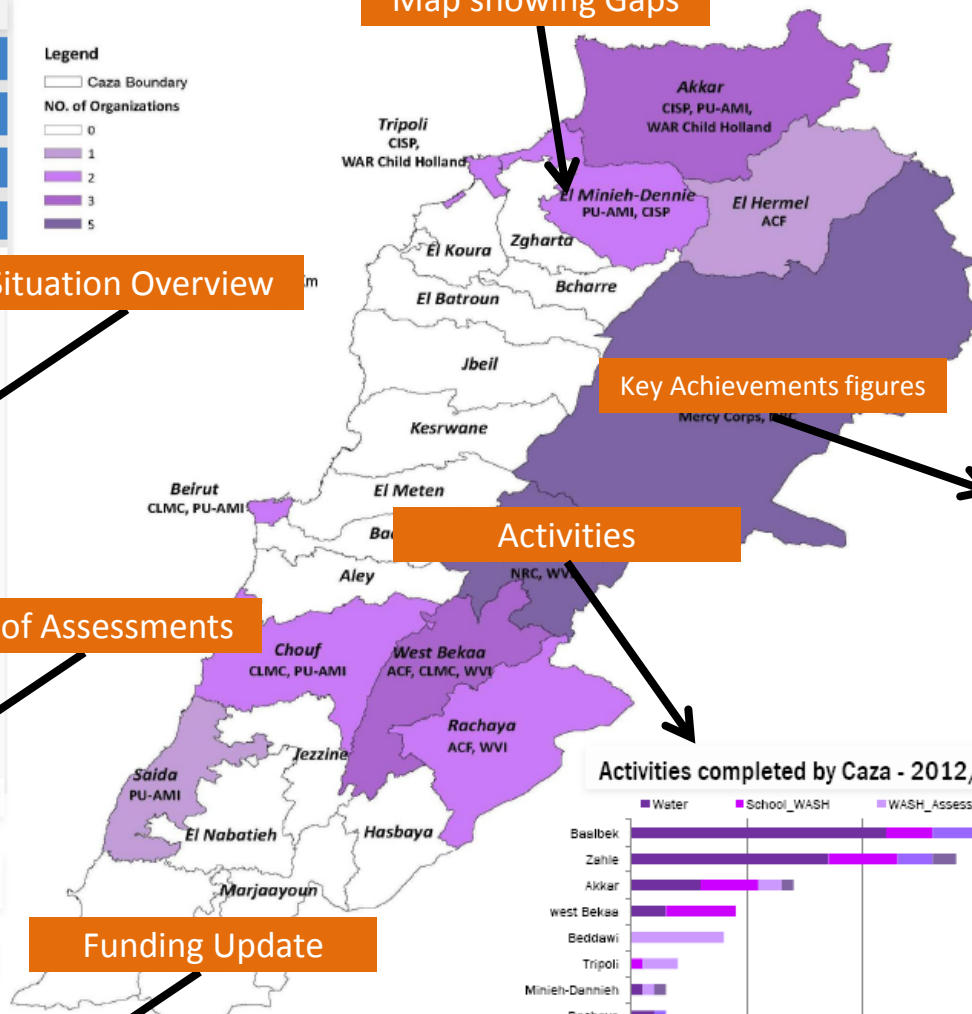 Map showing Gaps
Legend
Caza Boundary
NO. of Organizations
0
1
2
3
5
Akkar
CISP, PU-AMI,
WAR Child Holland
Tripoli
CISP,
WAR Child Holland
El Minieh-Dennie
PU-AMI, CISP
El Hermel
ACF
Zgharta
El Koura
Situation Overview
m
Bcharre
El Batroun
Jbeil
Key Achievements figures
Mercy Corps,
Kesrwane
Beirut
CLMC, PU-AMI
El Meten
Activities
Aley
NRC, WVI
of Assessments
Chouf
CLMC, PU-AMI
West Bekaa
ACF, CLMC, WVI
Rachaya
ACF, WVI
Jezzine
Saida
PU-AMI
El Nabatieh
Hasbaya
Marjaayoun
Funding Update
Activities completed by Caza - 2012,
Water School_WASH WASH_Assess
Baalbek
Zahle
Akkar
west Bekaa
Beddawi
Tripoli
Minieh-Dannieh